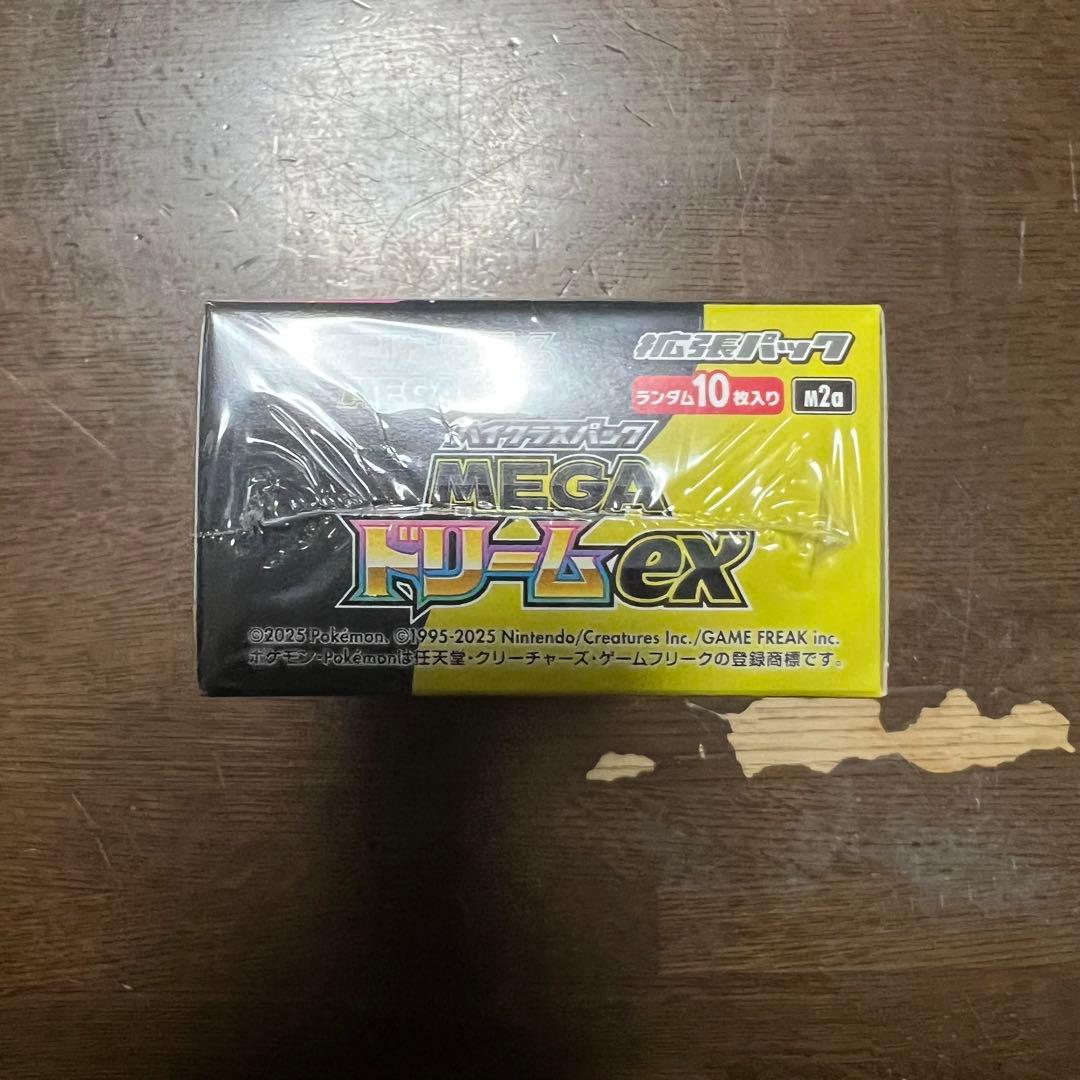 拡張パック
ランダム10枚入り M2a
ハイクラスパック
MEGA
ドリームex
©2025 Pokémon. ©1995-2025 Nintendo/Creatures Inc./GAME FREAK inc.
ポケモン・Pokémonは任天堂・クリーチャーズ・ゲームフリークの登録商標です。